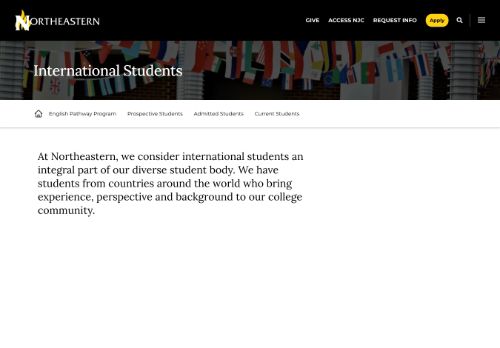 NORTHEASTERN
GIVE ACCESS NJC REQUEST INFO Apply
International Students
English Pathway Program Prospective Students Admitted Students Current Students
At Northeastern, we consider international students an
integral part of our diverse student body. We have
students from countries around the world who bring
experience, perspective and background to our college
community.